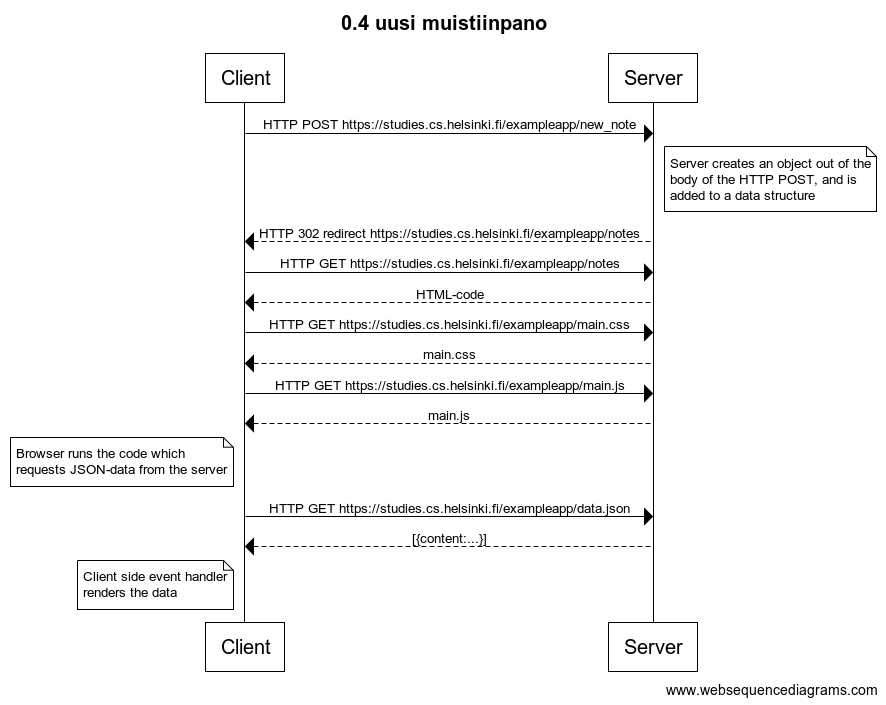 0.4 uusi muistiinpano
Client
Server
HTTP POST https://studies.cs.helsinki.fi/exampleapp/new_note
Server creates an object out of the
body of the HTTP POST, and is
added to a data structure
HTTP 302 redirect https://studies.cs.helsinki.fi/exampleapp/notes
HTTP GET https://studies.cs.helsinki.fi/exampleapp/notes
HTML-code
HTTP GET https://studies.cs.helsinki.fi/exampleapp/main.css
main.css
HTTP GET https://studies.cs.helsinki.fi/exampleapp/main.js
main.js
Browser runs the code which
requests JSON-data from the server
HTTP GET https://studies.cs.helsinki.fi/exampleapp/data.json
[{content:...}]
Client side event handler
renders the data
Client
Server
www.websequencediagrams.com